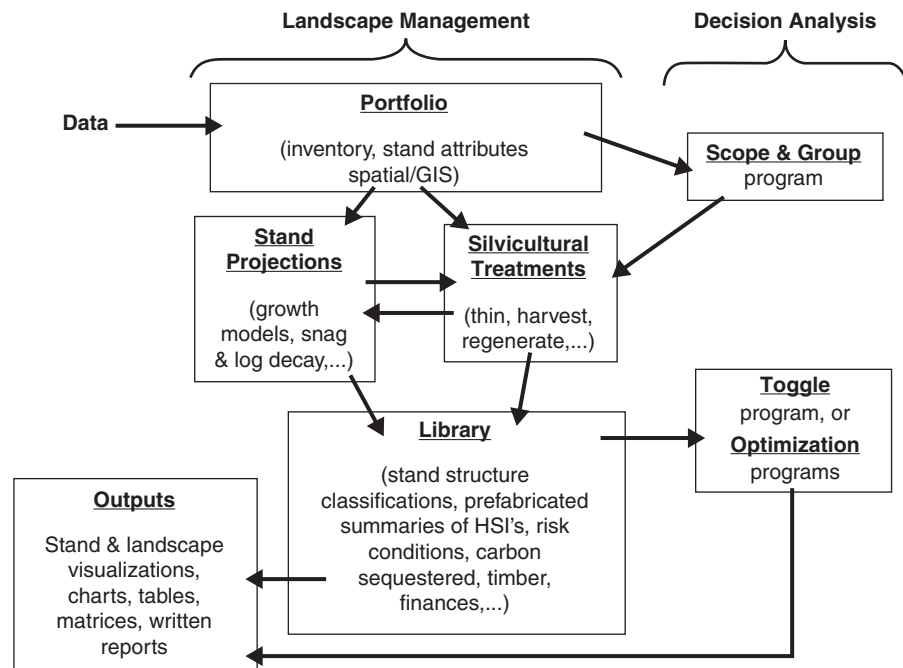 Landscape Management
Decision Analysis
Data
Portfolio
(inventory, stand attributes
spatial/GIS)
Scope & Group
program
Stand
Projections
(growth
models, snag
& log decay,...)
Silvicultural
Treatments
(thin, harvest,
regenerate,...)
Library
(stand structure
classifications, prefabricated
summaries of HSI's, risk
conditions, carbon
sequestered, timber,
finances,...)
Toggle
program, or
Optimization
programs
Outputs
Stand & landscape
visualizations,
charts, tables,
matrices, written
reports